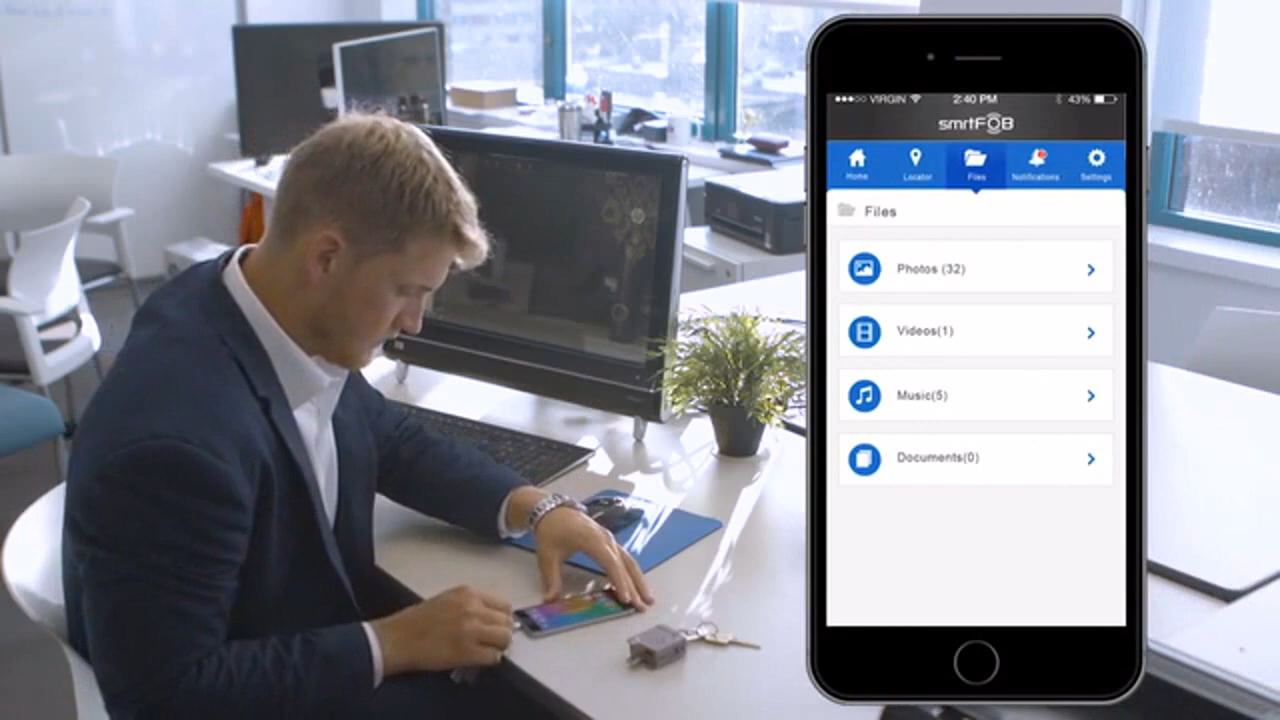 ●●●○○ VIRGIN 2:40 PM 43%
smrtFOB
Home Locator Files Notifications Settings
Files
Photos (32)
Videos(1)
Music(5)
Documents(0)